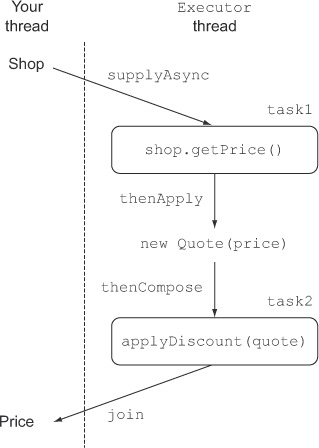 Your
thread
Executor
thread
Shop
supplyAsync
task1
shop.getPrice()
thenApply
new Quote(price)
thenCompose
task2
applyDiscount(quote)
join
Price